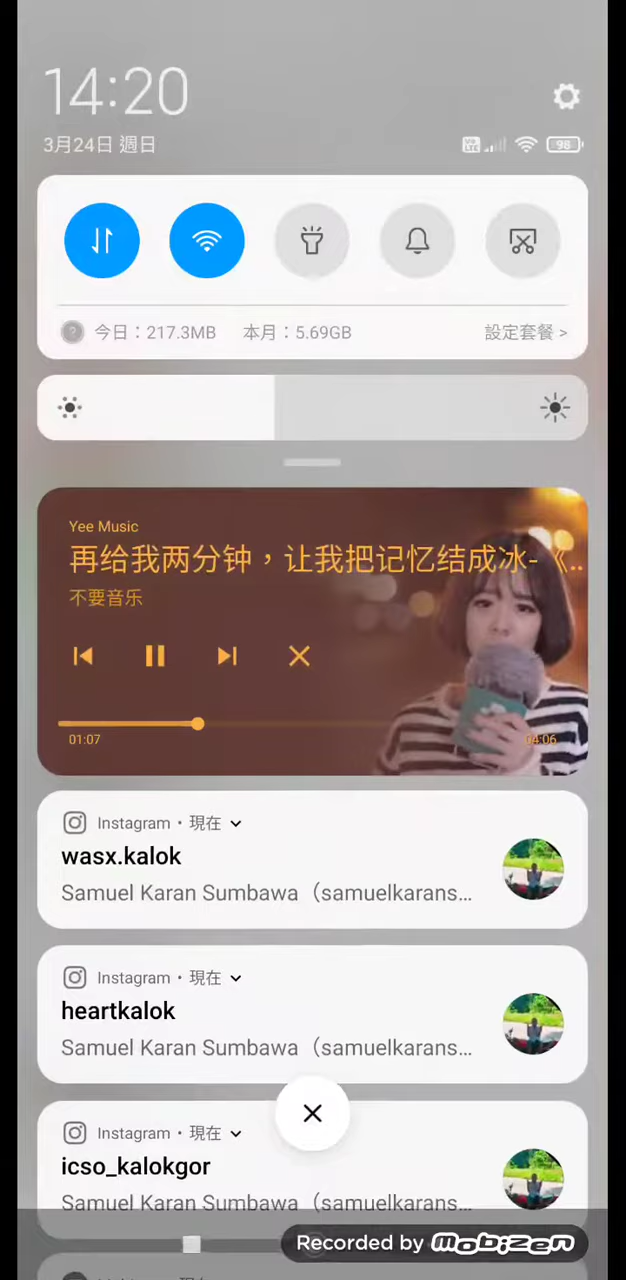 14:20
3月24日 週日
Vo LTE
98
今日：217.3MB 本月：5.69GB 設定套餐 >
Yee Music
再给我两分钟，让我把记忆结成冰-《..
不要音乐
01:07 04:06
Instagram · 現在
wasx.kalok
Samuel Karan Sumbawa（samuelkarans...
Instagram · 現在
heartkalok
Samuel Karan Sumbawa（samuelkarans...
Instagram · 現在
icso_kalokgor
Samuel Karan Sumbawa（samuelkarans...
Recorded by mobizen